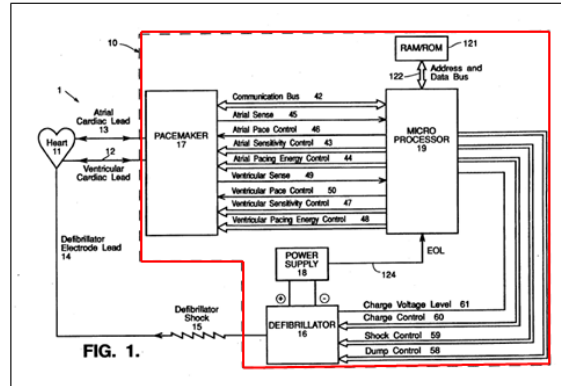 10
RAM/ROM
121
122
Address and
Data Bus
1
Communication Bus 42
Atrial Sense 45
Atrial Pace Control 46
Atrial Sensitivity Control 43
Atrial Pacing Energy Control 44
Ventricular Sense 49
Ventricular Pace Control 50
Ventricular Sensitivity Control 47
Ventricular Pacing Energy Control 48
Atrial
Cardiac Lead
13
Heart
11
12
Ventricular
Cardiac Lead
PACEMAKER
17
MICRO
PROCESSOR
19
Defibrillator
Electrode Lead
14
POWER
SUPPLY
18
EOL
124
+
-
Defibrillator
Shock
15
DEFIBRILLATOR
16
Charge Voltage Level 61
Charge Control 60
Shock Control 59
Dump Control 58
FIG. 1.